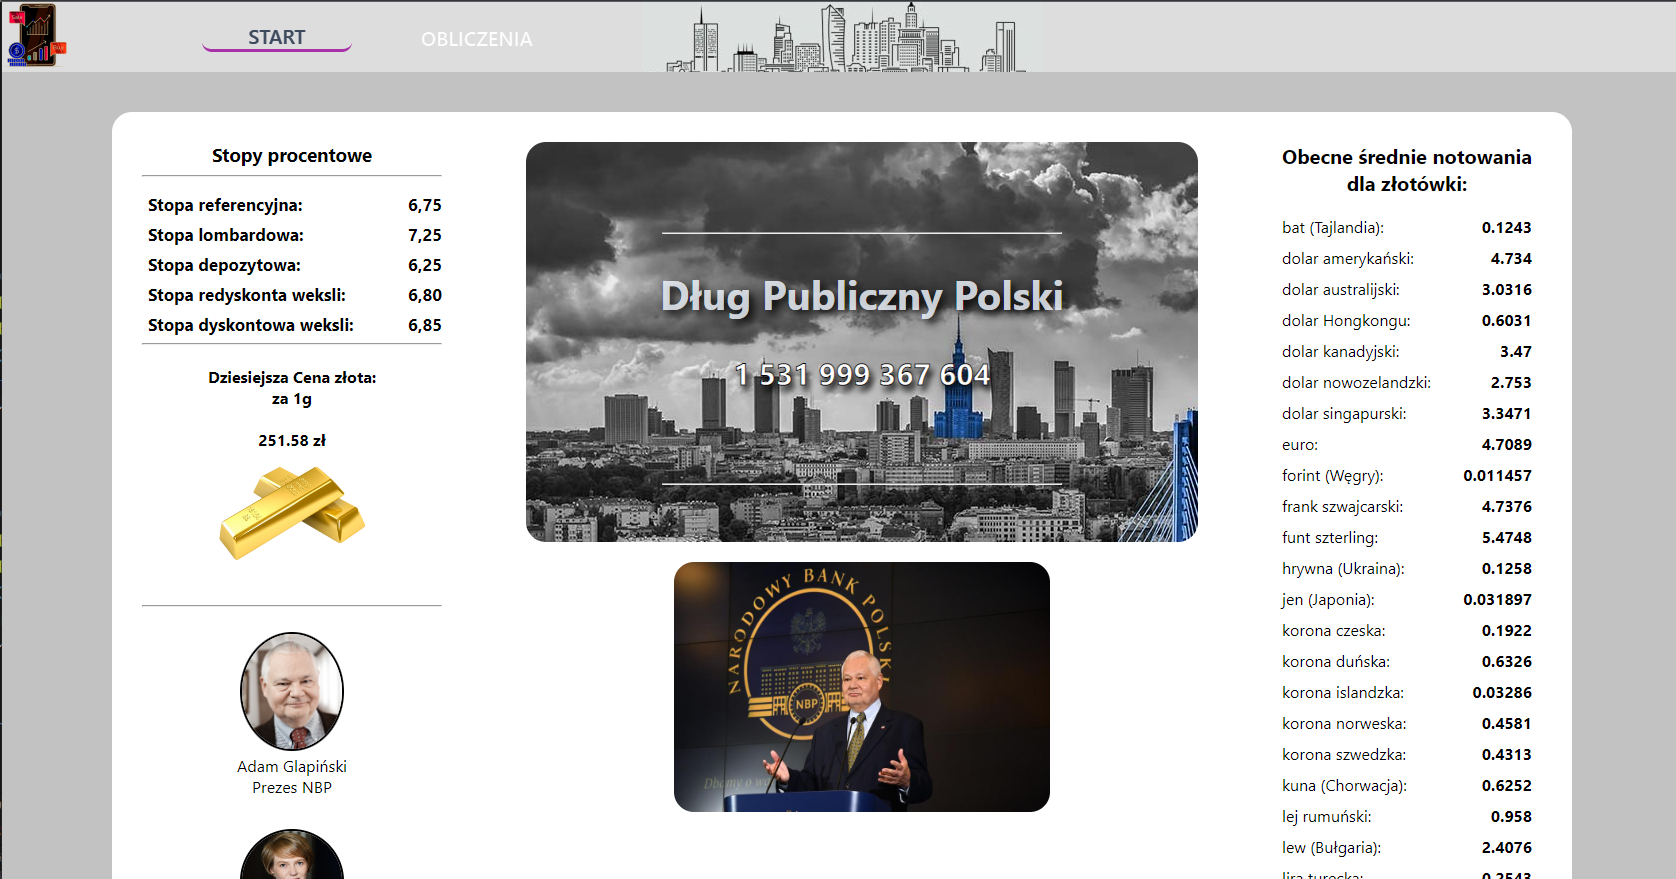 START
OBLICZENIA
Stopy procentowe
Stopa referencyjna: 6,75
Stopa lombardowa: 7,25
Stopa depozytowa: 6,25
Stopa redyskonta weksli: 6,80
Stopa dyskontowa weksli: 6,85
Dziesiejsza Cena złota:
za 1g
251.58 zł
Adam Glapiński
Prezes NBP
Dług Publiczny Polski
1 531 999 367 604
NARODOWY BANK POLSKI
NBP
Dbamy o
Obecne średnie notowania
dla złotówki:
bat (Tajlandia): 0.1243
dolar amerykański: 4.734
dolar australijski: 3.0316
dolar Hongkongu: 0.6031
dolar kanadyjski: 3.47
dolar nowozelandzki: 2.753
dolar singapurski: 3.3471
euro: 4.7089
forint (Węgry): 0.011457
frank szwajcarski: 4.7376
funt szterling: 5.4748
hrywna (Ukraina): 0.1258
jen (Japonia): 0.031897
korona czeska: 0.1922
korona duńska: 0.6326
korona islandzka: 0.03286
korona norweska: 0.4581
korona szwedzka: 0.4313
kuna (Chorwacja): 0.6252
lej rumuński: 0.958
lew (Bułgaria): 2.4076
lira turecka: 0.2543